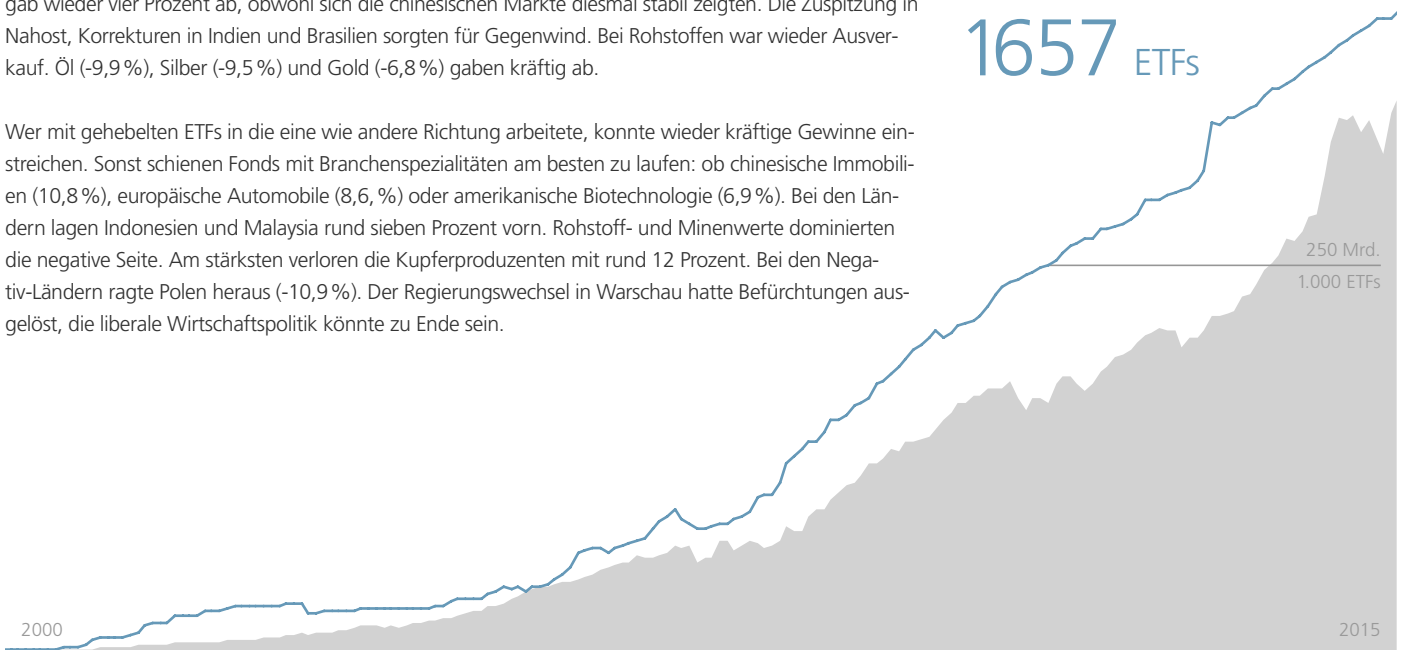 gab wieder vier Prozent ab, obwohl sich die chinesischen Märkte diesmal stabil zeigten. Die Zuspitzung in
Nahost, Korrekturen in Indien und Brasilien sorgten für Gegenwind. Bei Rohstoffen war wieder Ausver-
kauf. Öl (-9,9 %), Silber (-9,5 %) und Gold (-6,8 %) gaben kräftig ab.
Wer mit gehebelten ETFs in die eine wie andere Richtung arbeitete, konnte wieder kräftige Gewinne ein-
streichen. Sonst schienen Fonds mit Branchenspezialitäten am besten zu laufen: ob chinesische Immobili-
en (10,8 %), europäische Automobile (8,6, %) oder amerikanische Biotechnologie (6,9 %). Bei den Län-
dern lagen Indonesien und Malaysia rund sieben Prozent vorn. Rohstoff- und Minenwerte dominierten
die negative Seite. Am stärksten verloren die Kupferproduzenten mit rund 12 Prozent. Bei den Nega-
tiv-Ländern ragte Polen heraus (-10,9 %). Der Regierungswechsel in Warschau hatte Befürchtungen aus-
gelöst, die liberale Wirtschaftspolitik könnte zu Ende sein.
1657 ETFs
250 Mrd.
1.000 ETFs
2000
2015